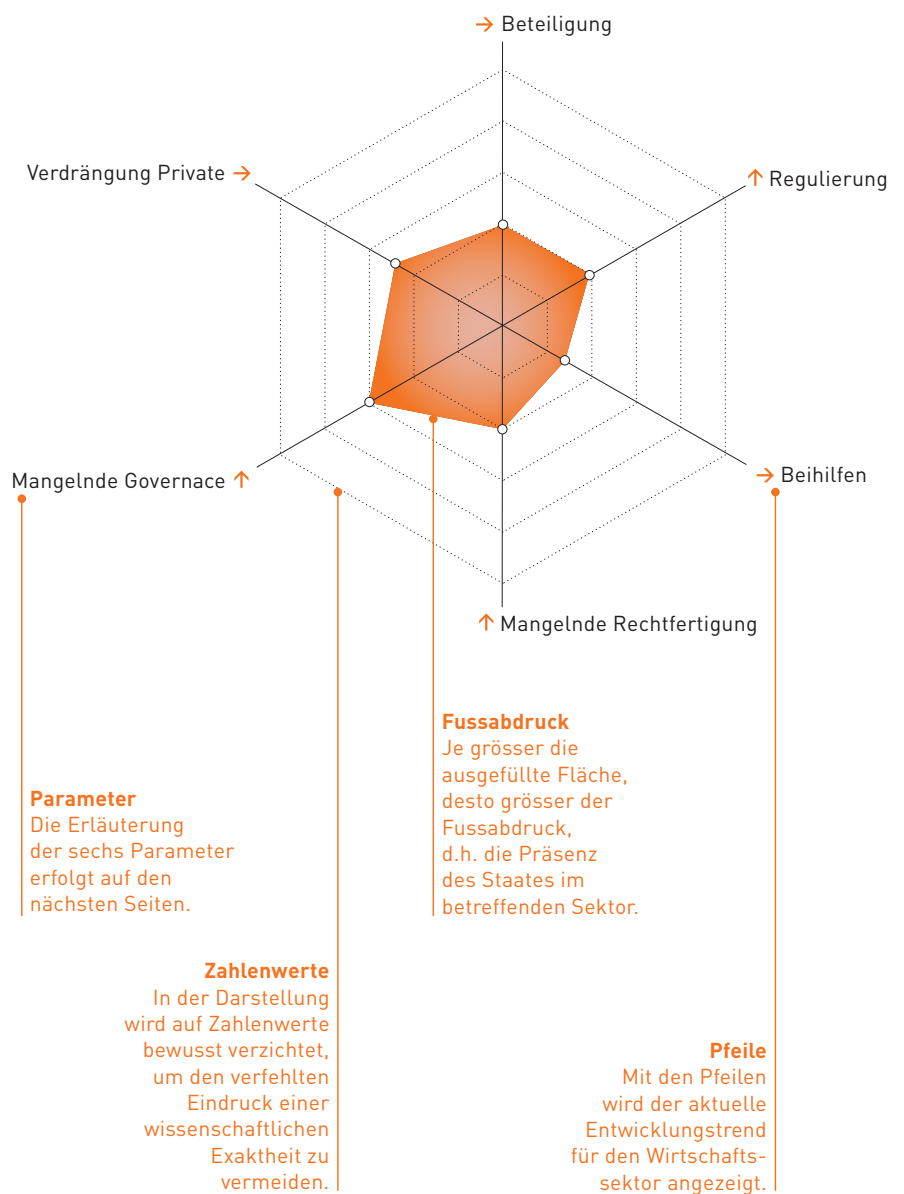 → Beteiligung
Verdrängung Private →
↑ Regulierung
Mangelnde Governace ↑
→ Beihilfen
↑ Mangelnde Rechtfertigung
Fussabdruck
Je grösser die
ausgefüllte Fläche,
desto grösser der
Fussabdruck,
d.h. die Präsenz
des Staates im
betreffenden Sektor.
Parameter
Die Erläuterung
der sechs Parameter
erfolgt auf den
nächsten Seiten.
Zahlenwerte
In der Darstellung
wird auf Zahlenwerte
bewusst verzichtet,
um den verfehlten
Eindruck einer
wissenschaftlichen
Exaktheit zu
vermeiden.
Pfeile
Mit den Pfeilen
wird der aktuelle
Entwicklungstrend
für den Wirtschafts-
sektor angezeigt.